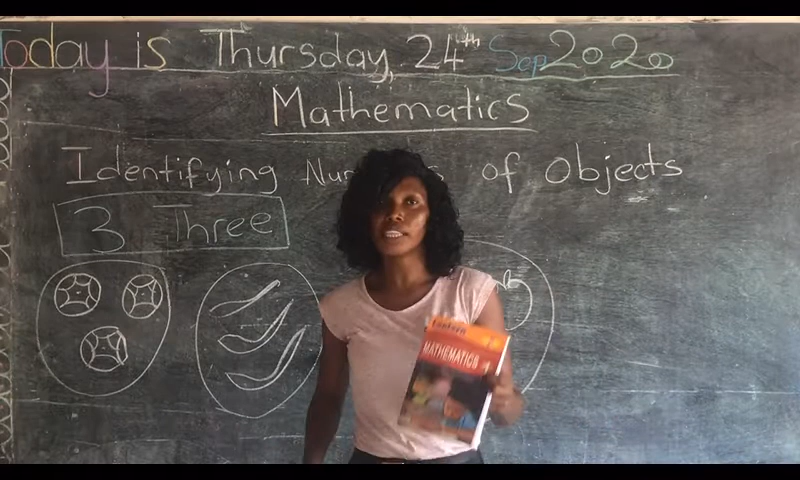 Today is Thursday, 24th Sep 2020
Mathematics
Identifying of Objects
3 Three
MATHEMATICS